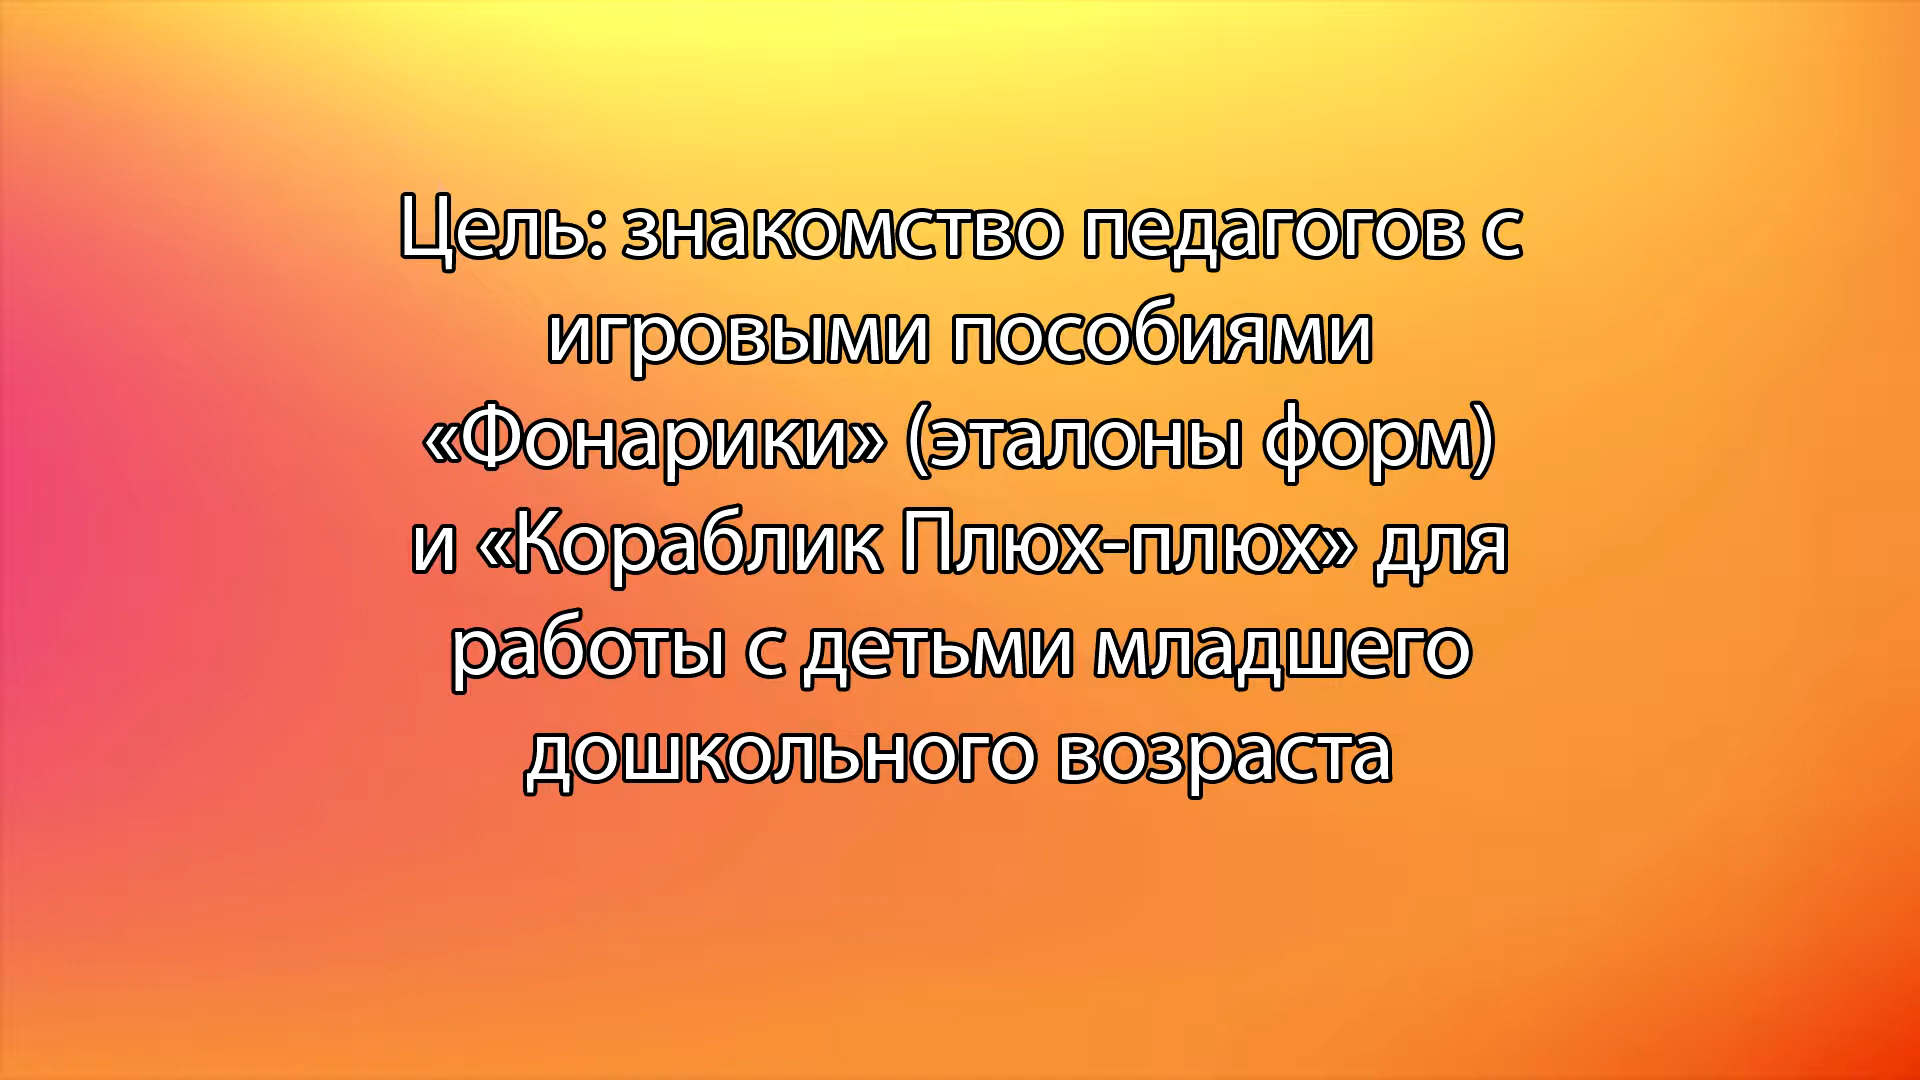 Цель: знакомство педагогов с
игровыми пособиями
«Фонарики» (эталоны форм)
и «Кораблик Плюх-плюх» для
работы с детьми младшего
дошкольного возраста